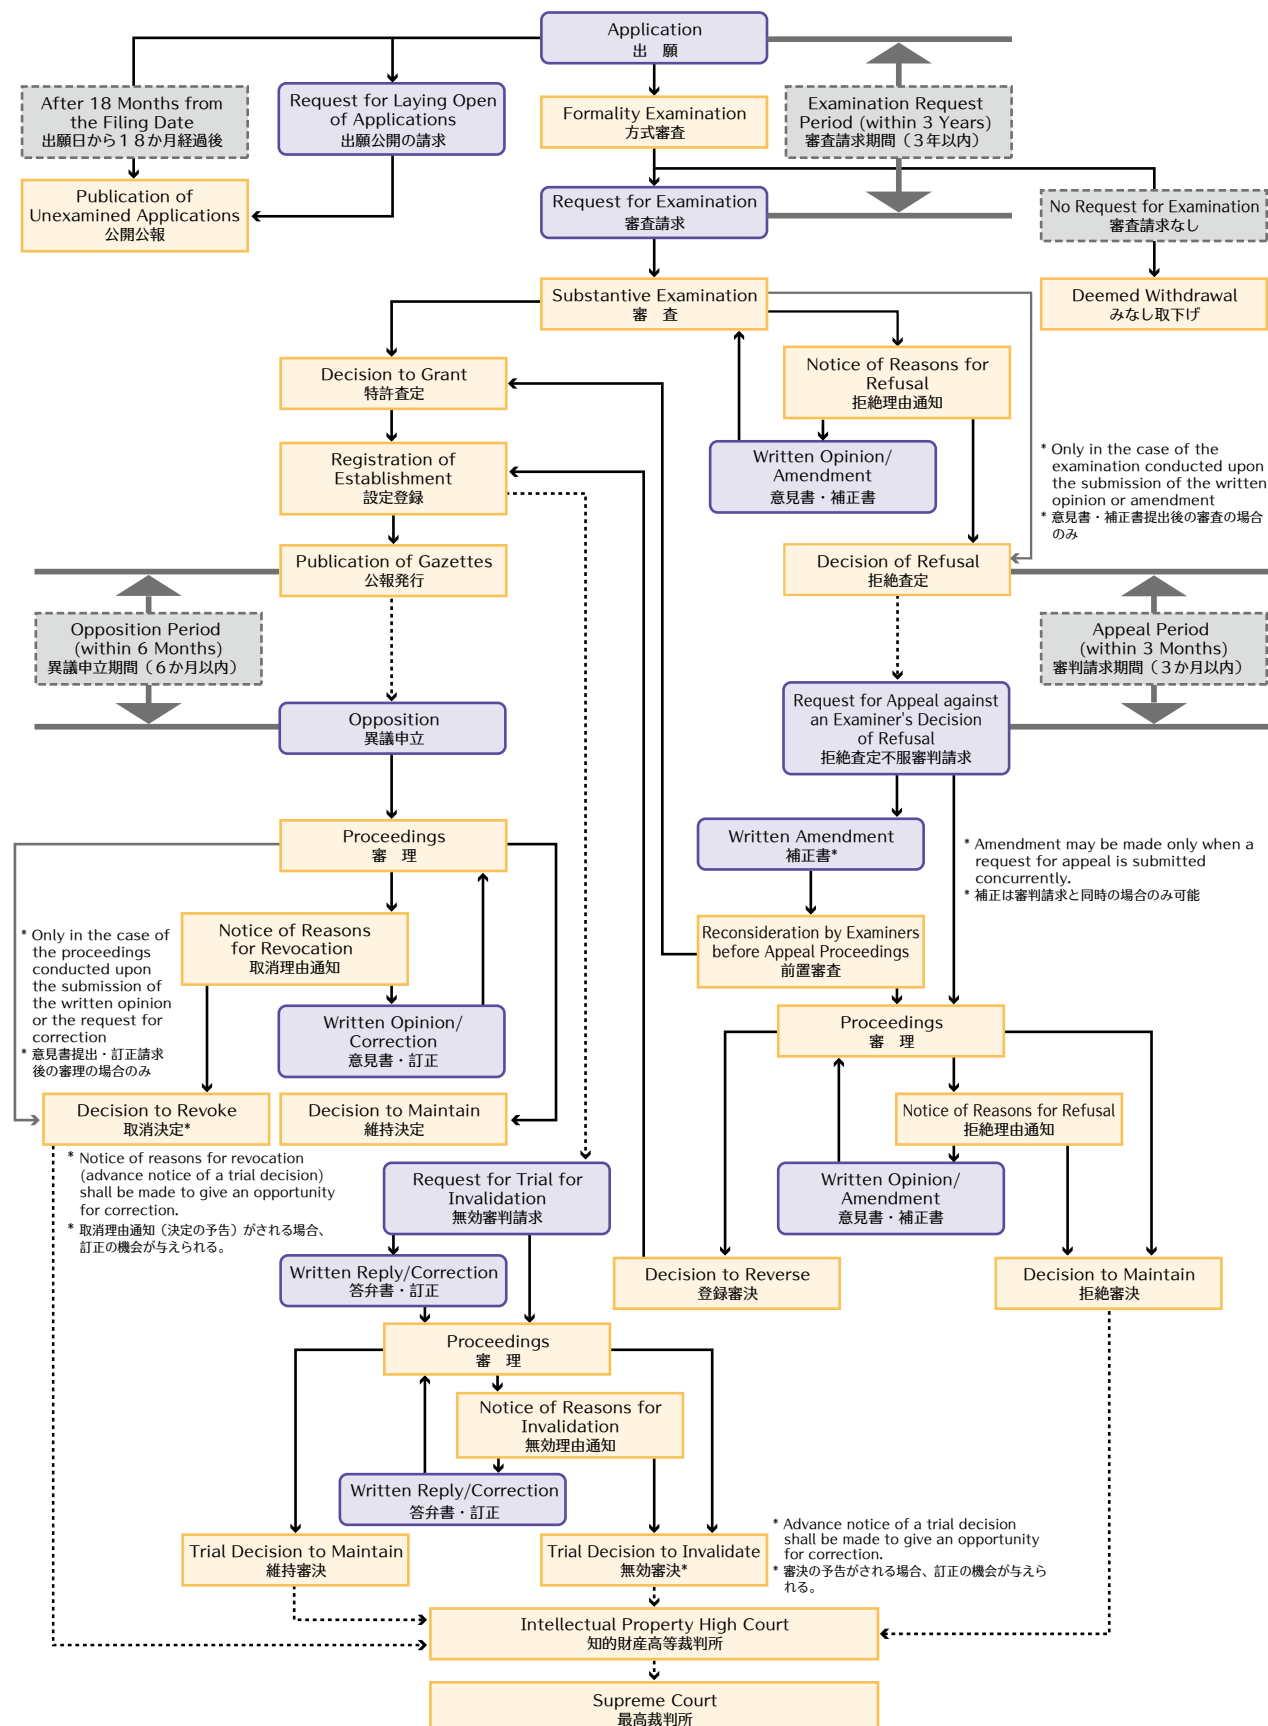 Application
出　願
After 18 Months from
the Filing Date
出願日から１８か月経過後
Request for Laying Open
of Applications
出願公開の請求
Formality Examination
方式審査
Examination Request
Period (within 3 Years)
審査請求期間（３年以内）
Publication of
Unexamined Applications
公開公報
Request for Examination
審査請求
No Request for Examination
審査請求なし
Substantive Examination
審　査
Deemed Withdrawal
みなし取下げ
Decision to Grant
特許査定
Notice of Reasons for
Refusal
拒絶理由通知
Registration of
Establishment
設定登録
Written Opinion/
Amendment
意見書・補正書
* Only in the case of the
examination conducted upon
the submission of the written
opinion or amendment
* 意見書・補正書提出後の審査の場合
のみ
Publication of Gazettes
公報発行
Decision of Refusal
拒絶査定
Opposition Period
(within 6 Months)
異議申立期間（６か月以内）
Appeal Period
(within 3 Months)
審判請求期間（３か月以内）
Opposition
異議申立
Request for Appeal against
an Examiner's Decision
of Refusal
拒絶査定不服審判請求
Proceedings
審　理
Written Amendment
補正書*
* Amendment may be made only when a
request for appeal is submitted
concurrently.
* 補正は審判請求と同時の場合のみ可能
Notice of Reasons
for Revocation
取消理由通知
* Only in the case of
the proceedings
conducted upon
the submission of
the written opinion
or the request for
correction
* 意見書提出・訂正請求
後の審理の場合のみ
Reconsideration by Examiners
before Appeal Proceedings
前置審査
Written Opinion/
Correction
意見書・訂正
Proceedings
審　理
Decision to Revoke
取消決定*
Decision to Maintain
維持決定
Notice of Reasons for Refusal
拒絶理由通知
* Notice of reasons for revocation
(advance notice of a trial decision)
shall be made to give an opportunity
for correction.
* 取消理由通知（決定の予告）がされる場合、
訂正の機会が与えられる。
Request for Trial for
Invalidation
無効審判請求
Written Opinion/
Amendment
意見書・補正書
Written Reply/Correction
答弁書・訂正
Decision to Reverse
登録審決
Decision to Maintain
拒絶審決
Proceedings
審　理
Notice of Reasons for
Invalidation
無効理由通知
Written Reply/Correction
答弁書・訂正
Trial Decision to Maintain
維持審決
Trial Decision to Invalidate
無効審決*
* Advance notice of a trial decision
shall be made to give an opportunity
for correction.
* 審決の予告がされる場合、訂正の機会が与えら
れる。
Intellectual Property High Court
知的財産高等裁判所
Supreme Court
最高裁判所